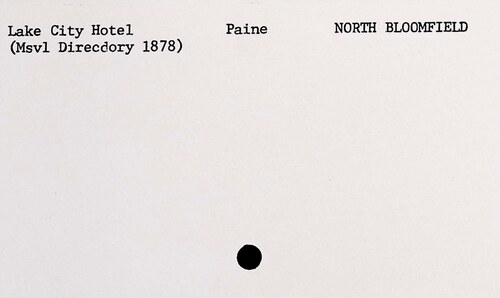 Lake City Hotel Paine NORTH BLOOMFIELD
(Msvl Direcdory 1878)